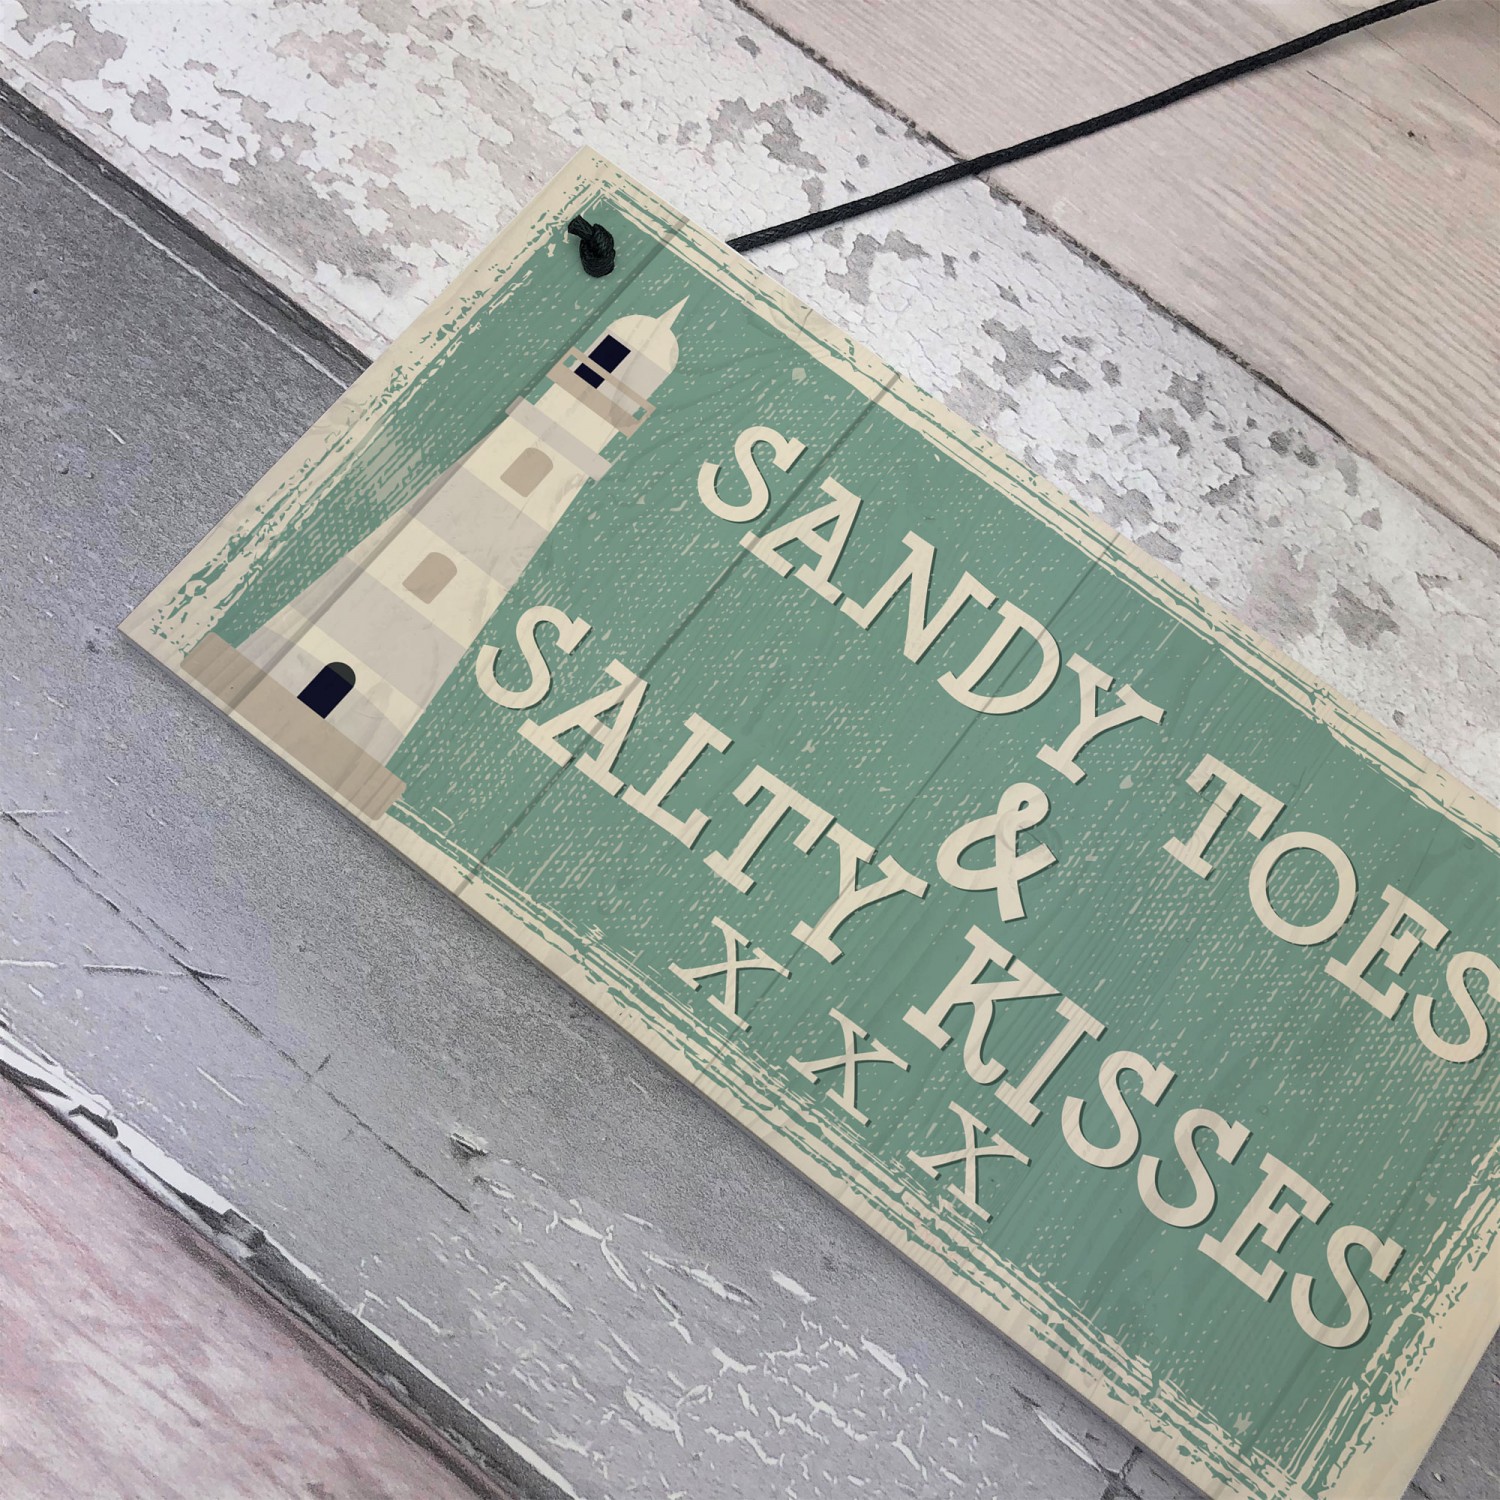 SANDY TOES
&
SALTY KISSES
X X X